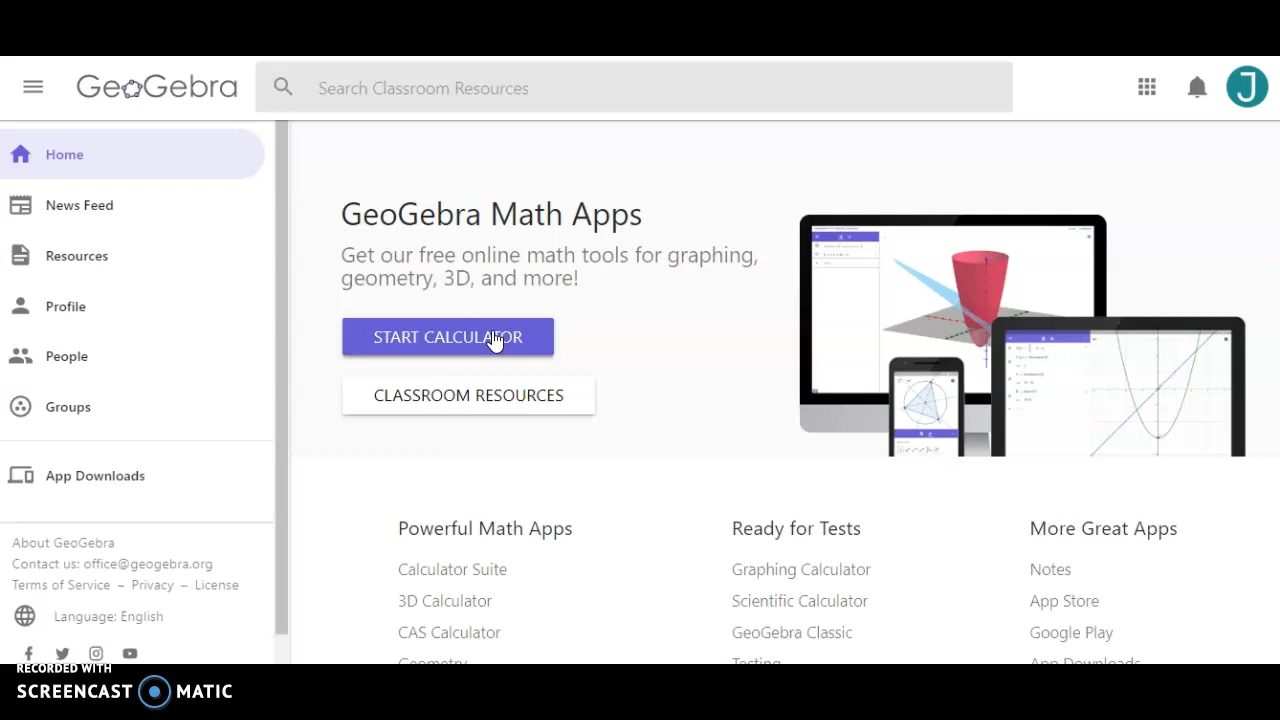 GeoGebra
Search Classroom Resources
J
Home
News Feed
Resources
Profile
People
Groups
App Downloads
About GeoGebra
Contact us: office@geogebra.org
Terms of Service – Privacy – License
Language: English
GeoGebra Math Apps
Get our free online math tools for graphing,
geometry, 3D, and more!
START CALCULATOR
CLASSROOM RESOURCES
Powerful Math Apps
Calculator Suite
3D Calculator
CAS Calculator
Geometry
Ready for Tests
Graphing Calculator
Scientific Calculator
GeoGebra Classic
Testing
More Great Apps
Notes
App Store
Google Play
App Downloads
RECORDED WITH
SCREENCAST MATIC